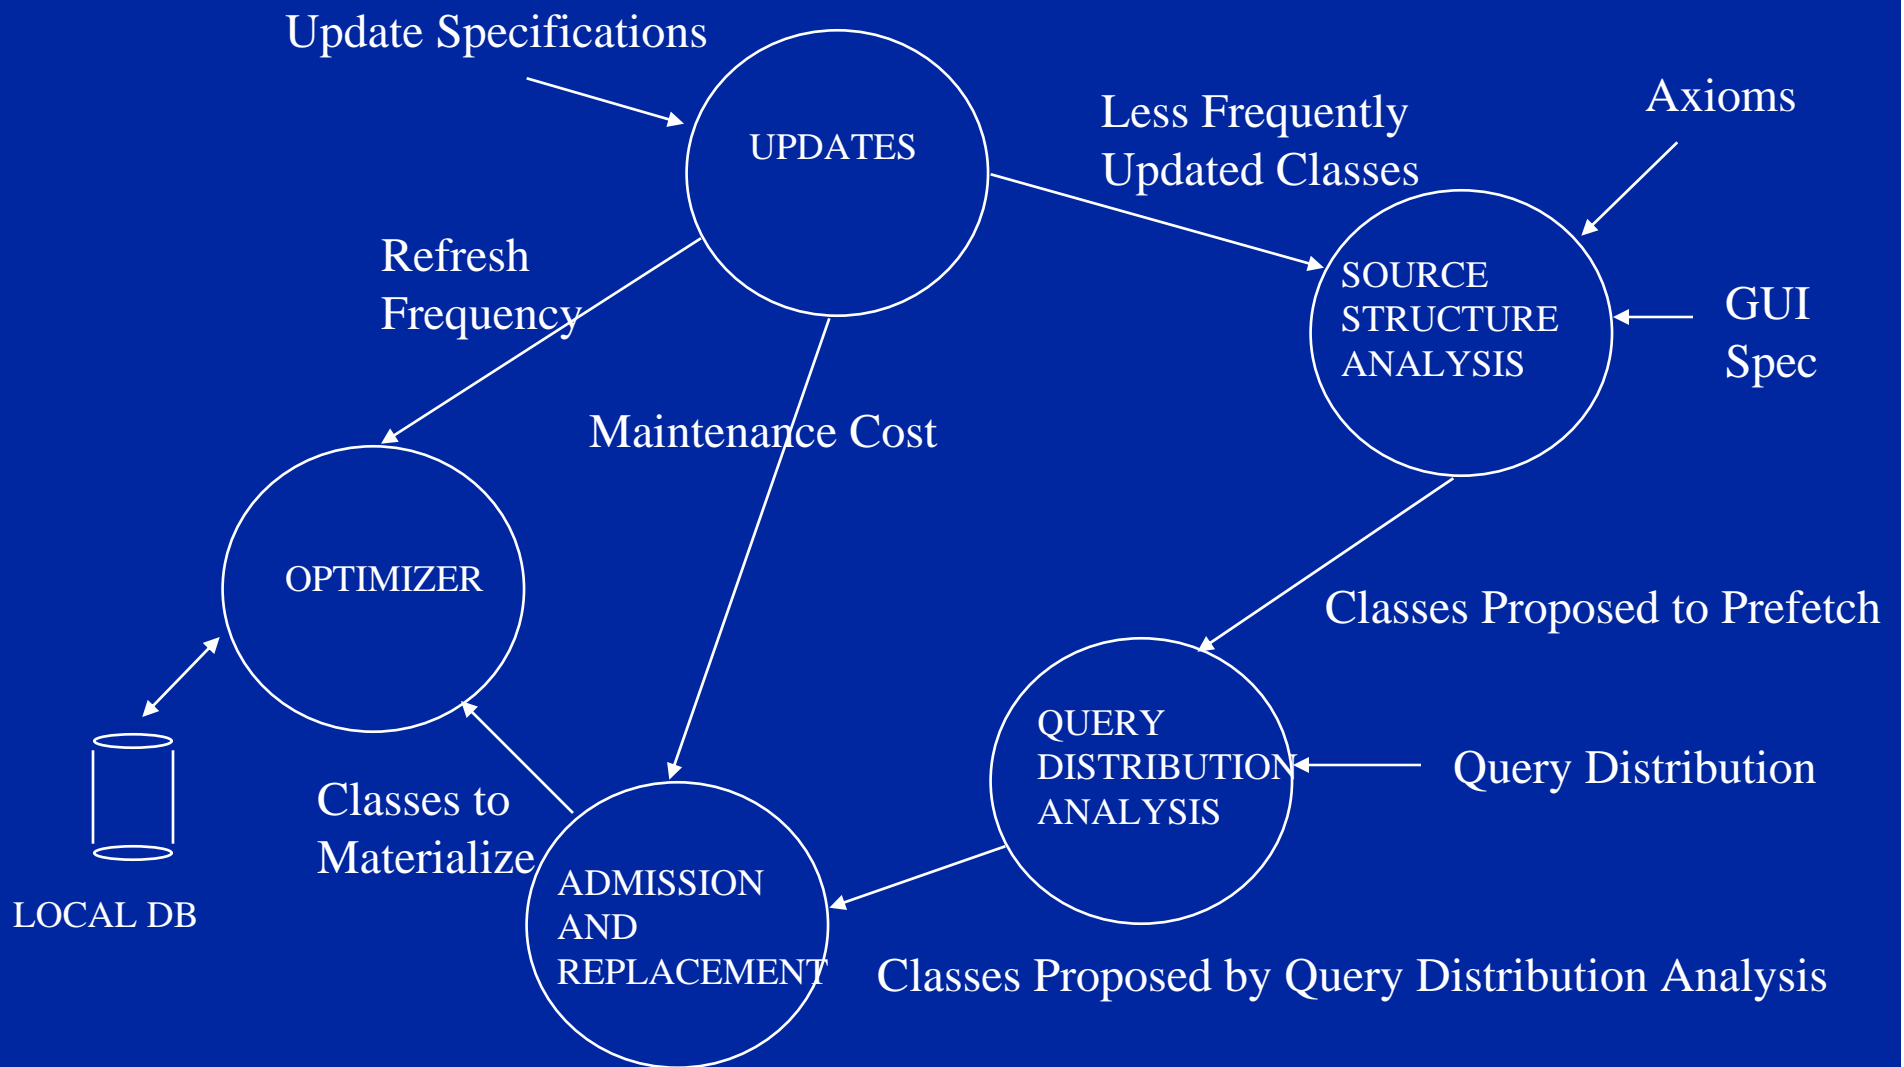 Update Specifications
UPDATES
Less Frequently
Updated Classes
Axioms
Refresh
Frequency
SOURCE
STRUCTURE
ANALYSIS
GUI
Spec
Maintenance Cost
OPTIMIZER
Classes Proposed to Prefetch
QUERY
DISTRIBUTION
ANALYSIS
Query Distribution
Classes to
Materialize
LOCAL DB
ADMISSION
AND
REPLACEMENT
Classes Proposed by Query Distribution Analysis